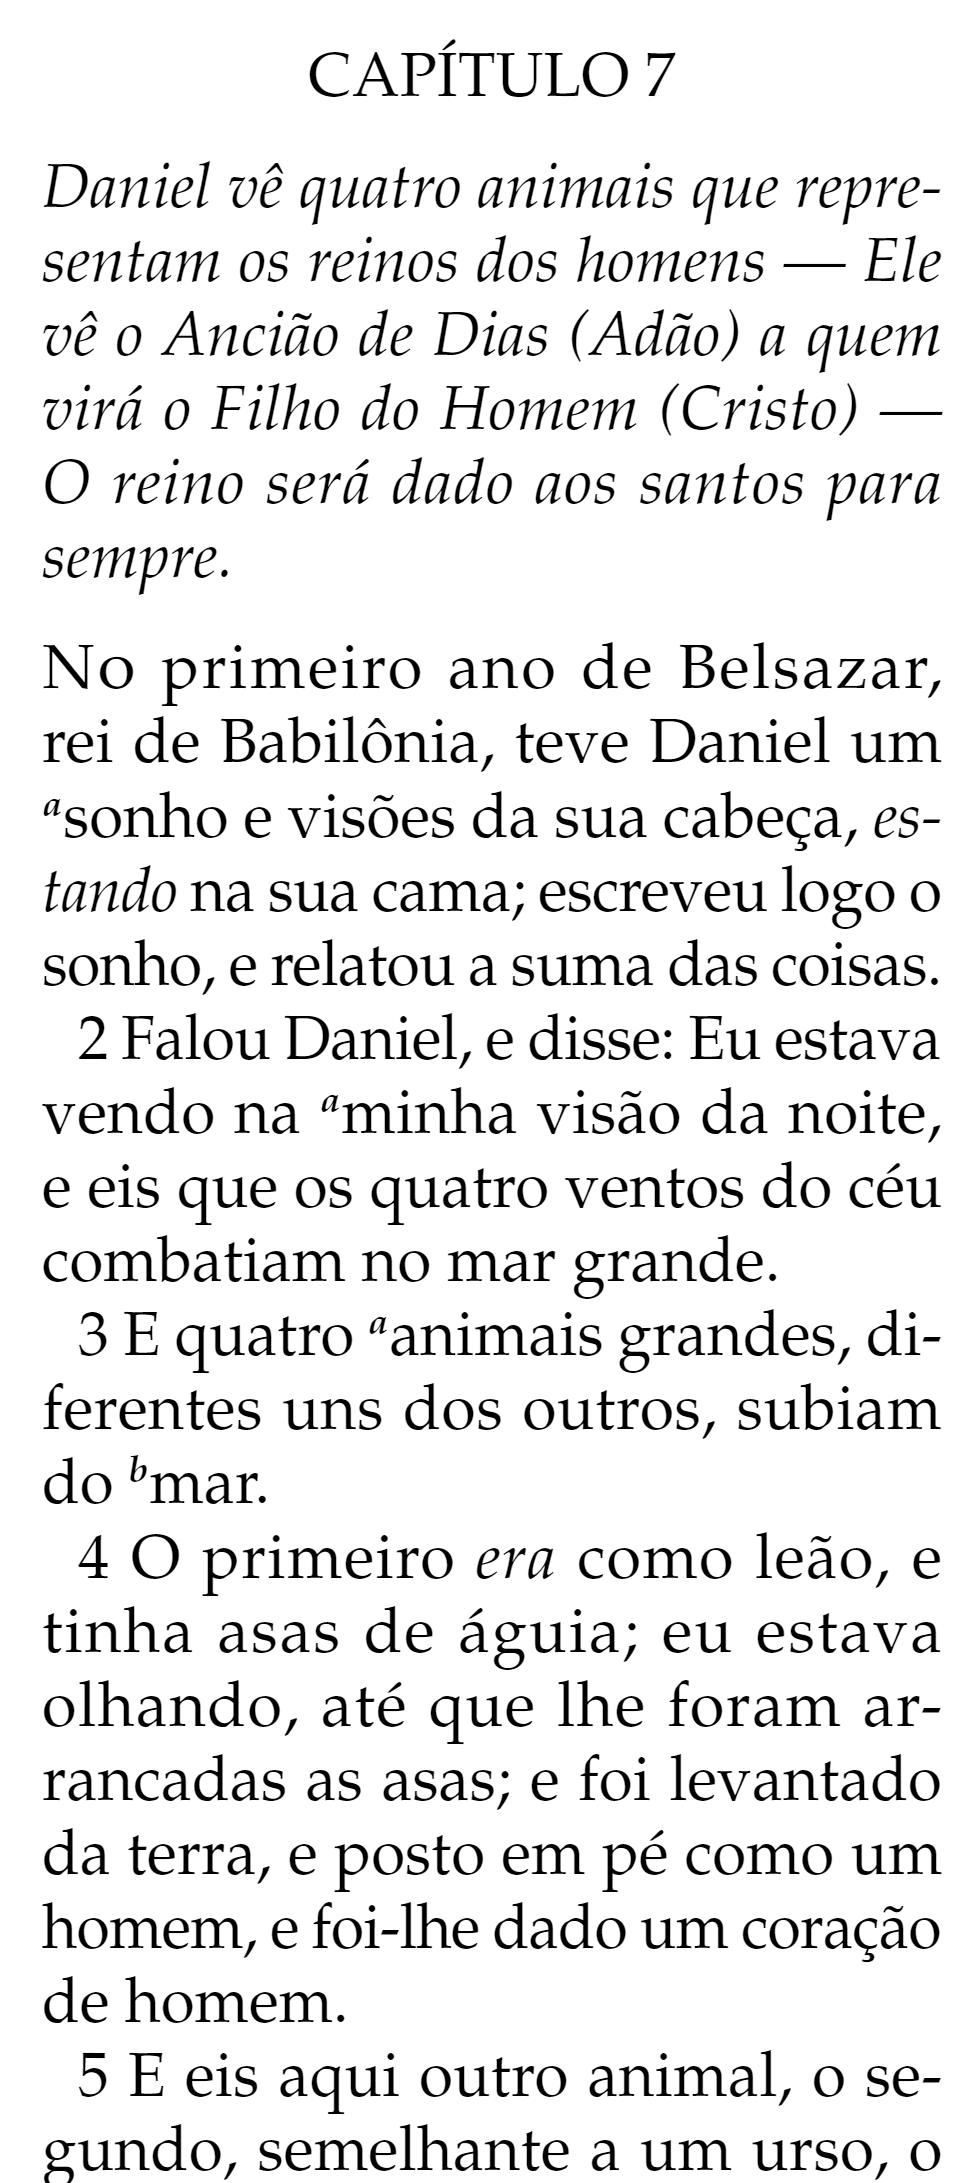 CAPÍTULO 7
Daniel vê quatro animais que repre-
sentam os reinos dos homens — Ele
vê o Ancião de Dias (Adão) a quem
virá o Filho do Homem (Cristo) —
O reino será dado aos santos para
sempre.
No primeiro ano de Belsazar,
rei de Babilônia, teve Daniel um
ᵃsonho e visões da sua cabeça, es-
tando na sua cama; escreveu logo o
sonho, e relatou a suma das coisas.
2 Falou Daniel, e disse: Eu estava
vendo na ᵃminha visão da noite,
e eis que os quatro ventos do céu
combatiam no mar grande.
3 E quatro ᵃanimais grandes, di-
ferentes uns dos outros, subiam
do ᵇmar.
4 O primeiro era como leão, e
tinha asas de águia; eu estava
olhando, até que lhe foram ar-
rancadas as asas; e foi levantado
da terra, e posto em pé como um
homem, e foi-lhe dado um coração
de homem.
5 E eis aqui outro animal, o se-
gundo, semelhante a um urso, o